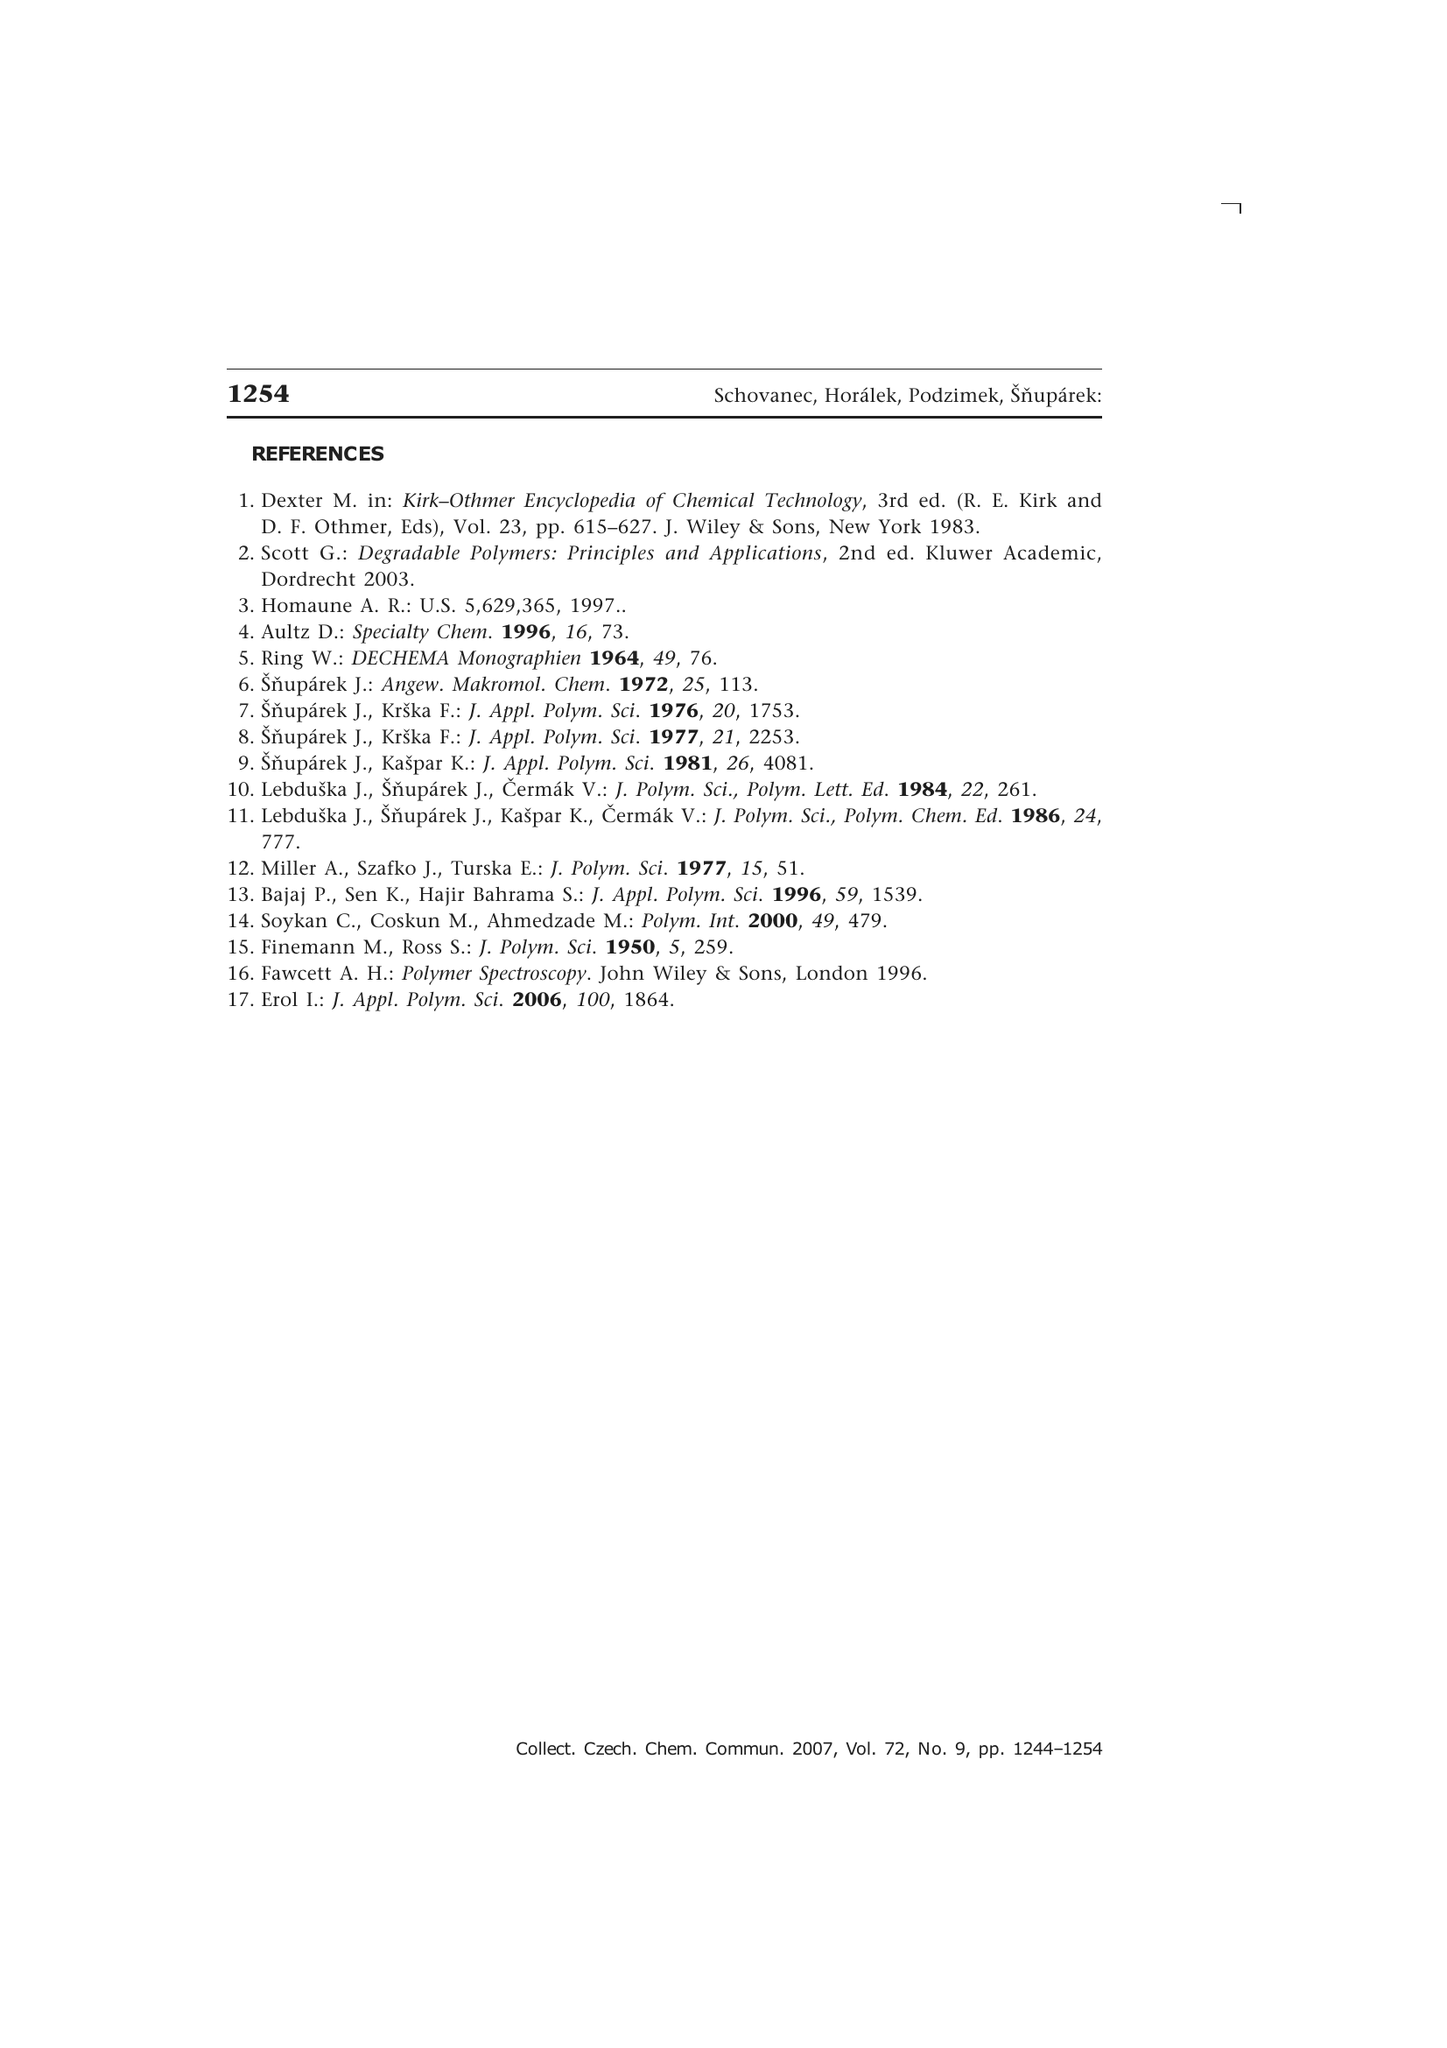 1254 Schovanec, Horálek, Podzimek, Šňupárek:
REFERENCES
1. Dexter M. in: Kirk–Othmer Encyclopedia of Chemical Technology, 3rd ed. (R. E. Kirk and
D. F. Othmer, Eds), Vol. 23, pp. 615–627. J. Wiley & Sons, New York 1983.
2. Scott G.: Degradable Polymers: Principles and Applications, 2nd ed. Kluwer Academic,
Dordrecht 2003.
3. Homaune A. R.: U.S. 5,629,365, 1997..
4. Aultz D.: Specialty Chem. 1996, 16, 73.
5. Ring W.: DECHEMA Monographien 1964, 49, 76.
6. Šňupárek J.: Angew. Makromol. Chem. 1972, 25, 113.
7. Šňupárek J., Krška F.: J. Appl. Polym. Sci. 1976, 20, 1753.
8. Šňupárek J., Krška F.: J. Appl. Polym. Sci. 1977, 21, 2253.
9. Šňupárek J., Kašpar K.: J. Appl. Polym. Sci. 1981, 26, 4081.
10. Lebduška J., Šňupárek J., Čermák V.: J. Polym. Sci., Polym. Lett. Ed. 1984, 22, 261.
11. Lebduška J., Šňupárek J., Kašpar K., Čermák V.: J. Polym. Sci., Polym. Chem. Ed. 1986, 24,
777.
12. Miller A., Szafko J., Turska E.: J. Polym. Sci. 1977, 15, 51.
13. Bajaj P., Sen K., Hajir Bahrama S.: J. Appl. Polym. Sci. 1996, 59, 1539.
14. Soykan C., Coskun M., Ahmedzade M.: Polym. Int. 2000, 49, 479.
15. Finemann M., Ross S.: J. Polym. Sci. 1950, 5, 259.
16. Fawcett A. H.: Polymer Spectroscopy. John Wiley & Sons, London 1996.
17. Erol I.: J. Appl. Polym. Sci. 2006, 100, 1864.
Collect. Czech. Chem. Commun. 2007, Vol. 72, No. 9, pp. 1244–1254